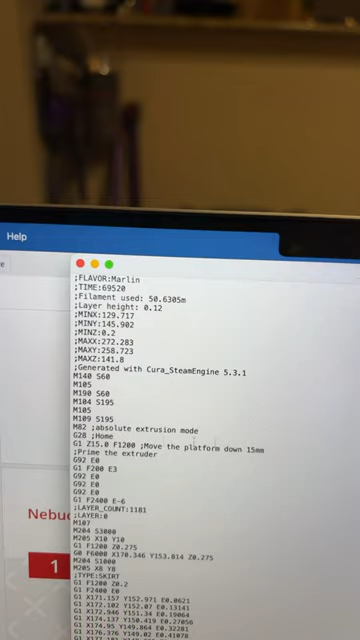 Help
;FLAVOR:Marlin
;TIME:69520
;Filament used: 50.6305m
;Layer height: 0.12
;MINX:129.717
;MINY:145.902
;MINZ:0.2
;MAXX:272.283
;MAXY:258.723
;MAXZ:141.8
;Generated with Cura_SteamEngine 5.3.1
M140 S60
M105
M190 S60
M104 S195
M105
M109 S195
M82 ;absolute extrusion mode
G28 ;Home
G1 Z15.0 F1200 ;Move the platform down 15mm
;Prime the extruder
G92 E0
G1 F200 E3
G92 E0
G92 E0
G92 E0
G1 F2400 E-6
;LAYER_COUNT:1181
;LAYER:0
M107
M204 S3000
M205 X10 Y10
G1 F1200 Z0.275
G0 F6000 X170.346 Y153.814 Z0.275
M204 S1000
M205 X8 Y8
;TYPE:SKIRT
G1 F1200 Z0.2
G1 F2400 E0
G1 X171.157 Y152.971 E0.0621
G1 X172.102 Y152.07 E0.13141
G1 X172.946 Y151.34 E0.19064
G1 X174.137 Y150.419 E0.27056
G1 X174.95 Y149.864 E0.32281
G1 X176.376 Y149.02 E0.41078
Nebu
1